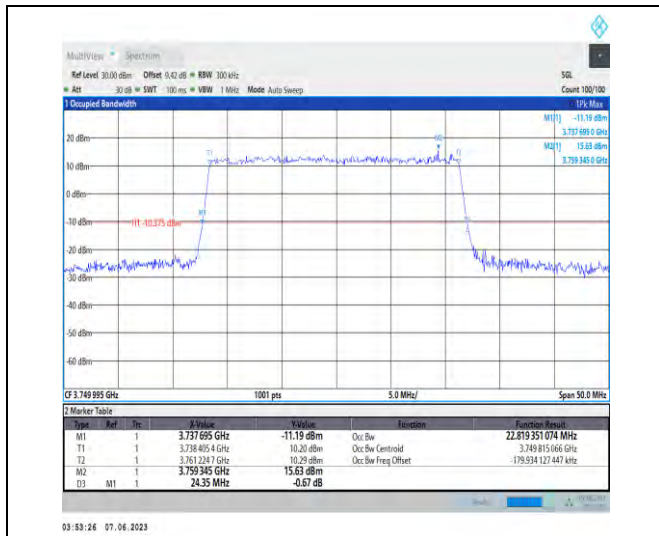 MultiView Spectrum
Ref Level 30.00 dBm Offset 9.42 dB RBW 300 kHz SGL
Att 30 dB SWT 100 ms VBW 1 MHz Mode Auto Sweep Count 100/100
1 Occupied Bandwidth 1Pk Max
M1[1] -11.19 dBm
3.737 695 0 GHz
M2[1] 15.63 dBm
3.759 345 0 GHz
20 dBm
M2
T1
10 dBm
0 dBm
M1
-10 dBm
H1 -10.375 dBm
-20 dBm
-30 dBm
-40 dBm
-50 dBm
-60 dBm
CF 3.749 995 GHz 1001 pts 5.0 MHz/ Span 50.0 MHz
2 Marker Table
Type Ref Trc X-Value Y-Value Function Function Result
M1 1 3.737 695 GHz -11.19 dBm Occ Bw 22.819 351 074 MHz
T1 1 3.738 405 4 GHz 10.20 dBm Occ Bw Centroid 3.749 815 066 GHz
T2 1 3.761 224 7 GHz 10.29 dBm Occ Bw Freq Offset -179.934 127 447 kHz
M2 1 3.759 345 GHz 15.63 dBm
D3 M1 1 24.35 MHz -0.67 dB
03:53:26 07.06.2023